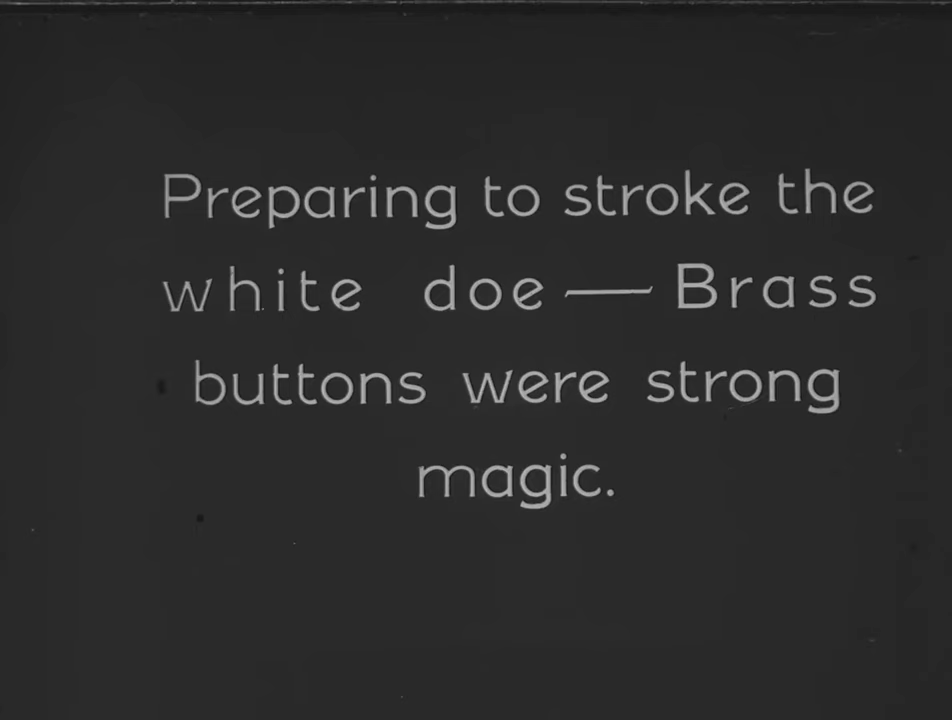 Preparing to stroke the
white doe — Brass
buttons were strong
magic.